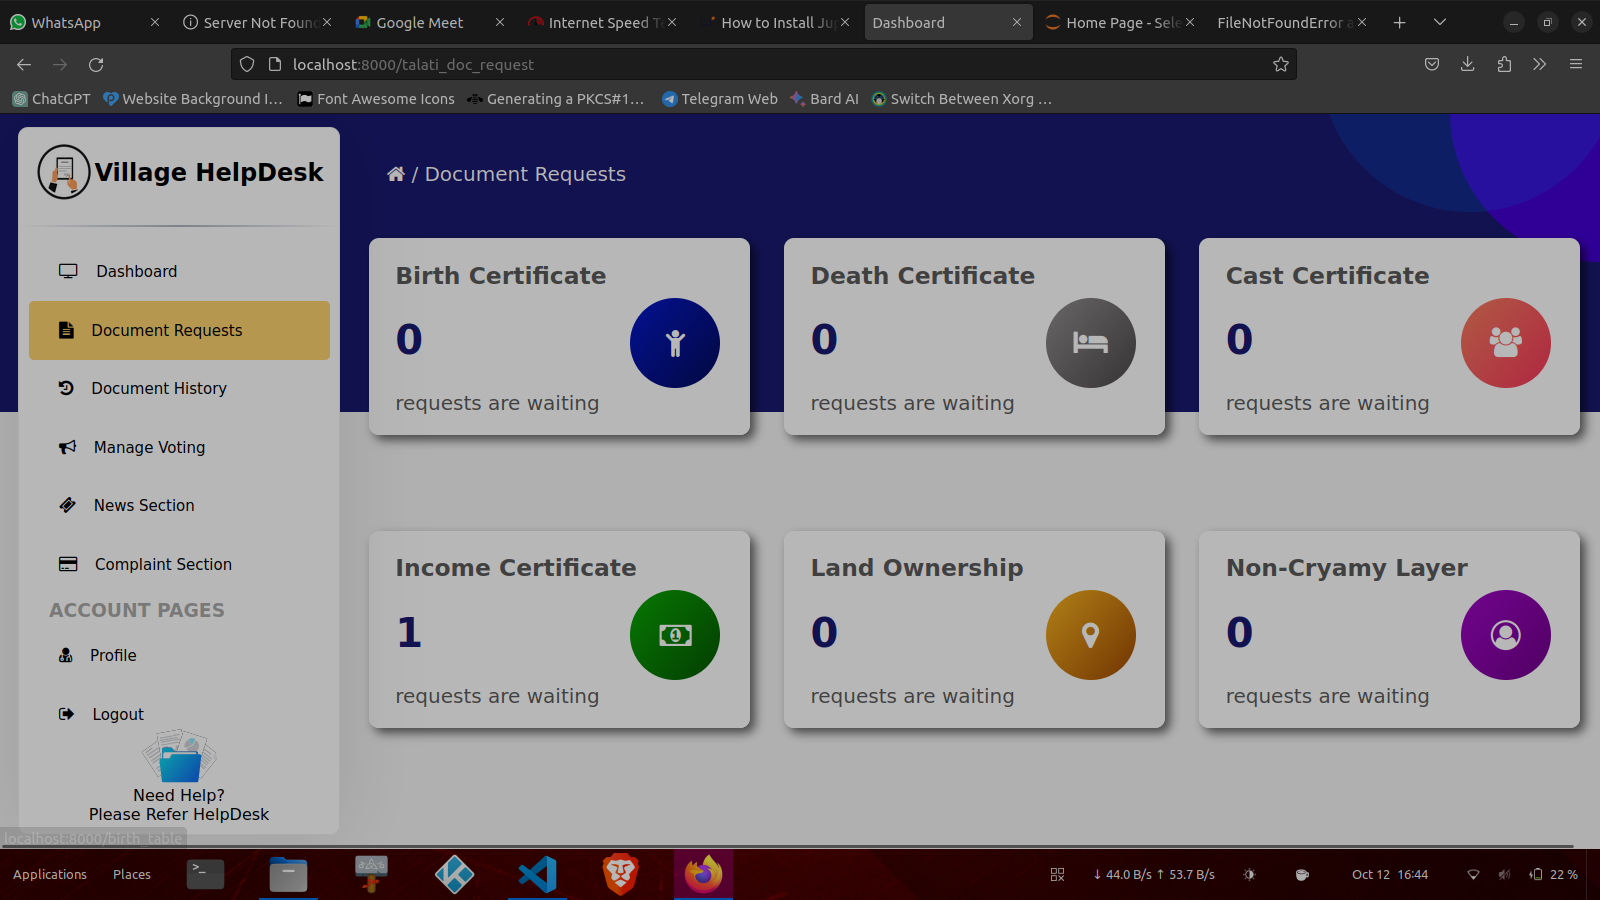 WhatsApp
Server Not Found
Google Meet
Internet Speed Te
How to Install Jup
Dashboard
Home Page - Sele
FileNotFoundError a
localhost:8000/talati_doc_request
ChatGPT
Website Background I…
Font Awesome Icons
Generating a PKCS#1…
Telegram Web
Bard AI
Switch Between Xorg …
Village HelpDesk
/ Document Requests
Dashboard
Document Requests
Document History
Manage Voting
News Section
Complaint Section
ACCOUNT PAGES
Profile
Logout
Need Help?
Please Refer HelpDesk
Birth Certificate
0
requests are waiting
Death Certificate
0
requests are waiting
Cast Certificate
0
requests are waiting
Income Certificate
1
requests are waiting
Land Ownership
0
requests are waiting
Non-Cryamy Layer
0
requests are waiting
localhost:8000/birth_table
Applications
Places
↓ 44.0 B/s ↑ 53.7 B/s
Oct 12 16:44
22 %